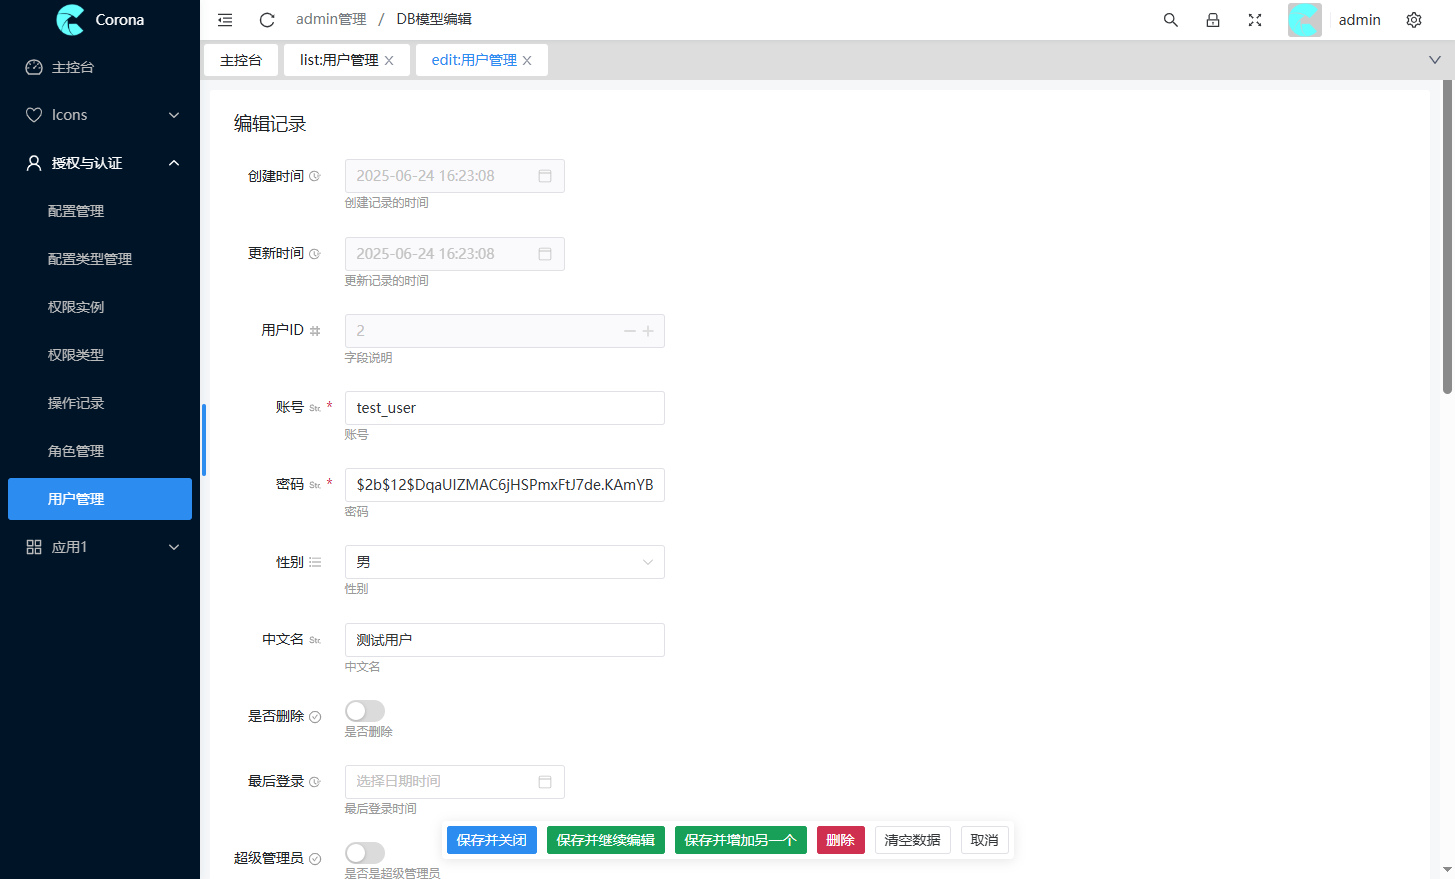 Corona
主控台
Icons
授权与认证
配置管理
配置类型管理
权限实例
权限类型
操作记录
角色管理
用户管理
应用1
admin管理 / DB模型编辑
admin
主控台
list:用户管理
edit:用户管理
编辑记录
创建时间
2025-06-24 16:23:08
创建记录的时间
更新时间
2025-06-24 16:23:08
更新记录的时间
用户ID
2
字段说明
账号 Str. *
test_user
账号
密码 Str. *
$2b$12$DqaUIZMAC6jHSPmxFtJ7de.KAmYB
密码
性别
男
性别
中文名 Str.
测试用户
中文名
是否删除
是否删除
最后登录
选择日期时间
最后登录时间
超级管理员
是否是超级管理员
保存并关闭
保存并继续编辑
保存并增加另一个
删除
清空数据
取消